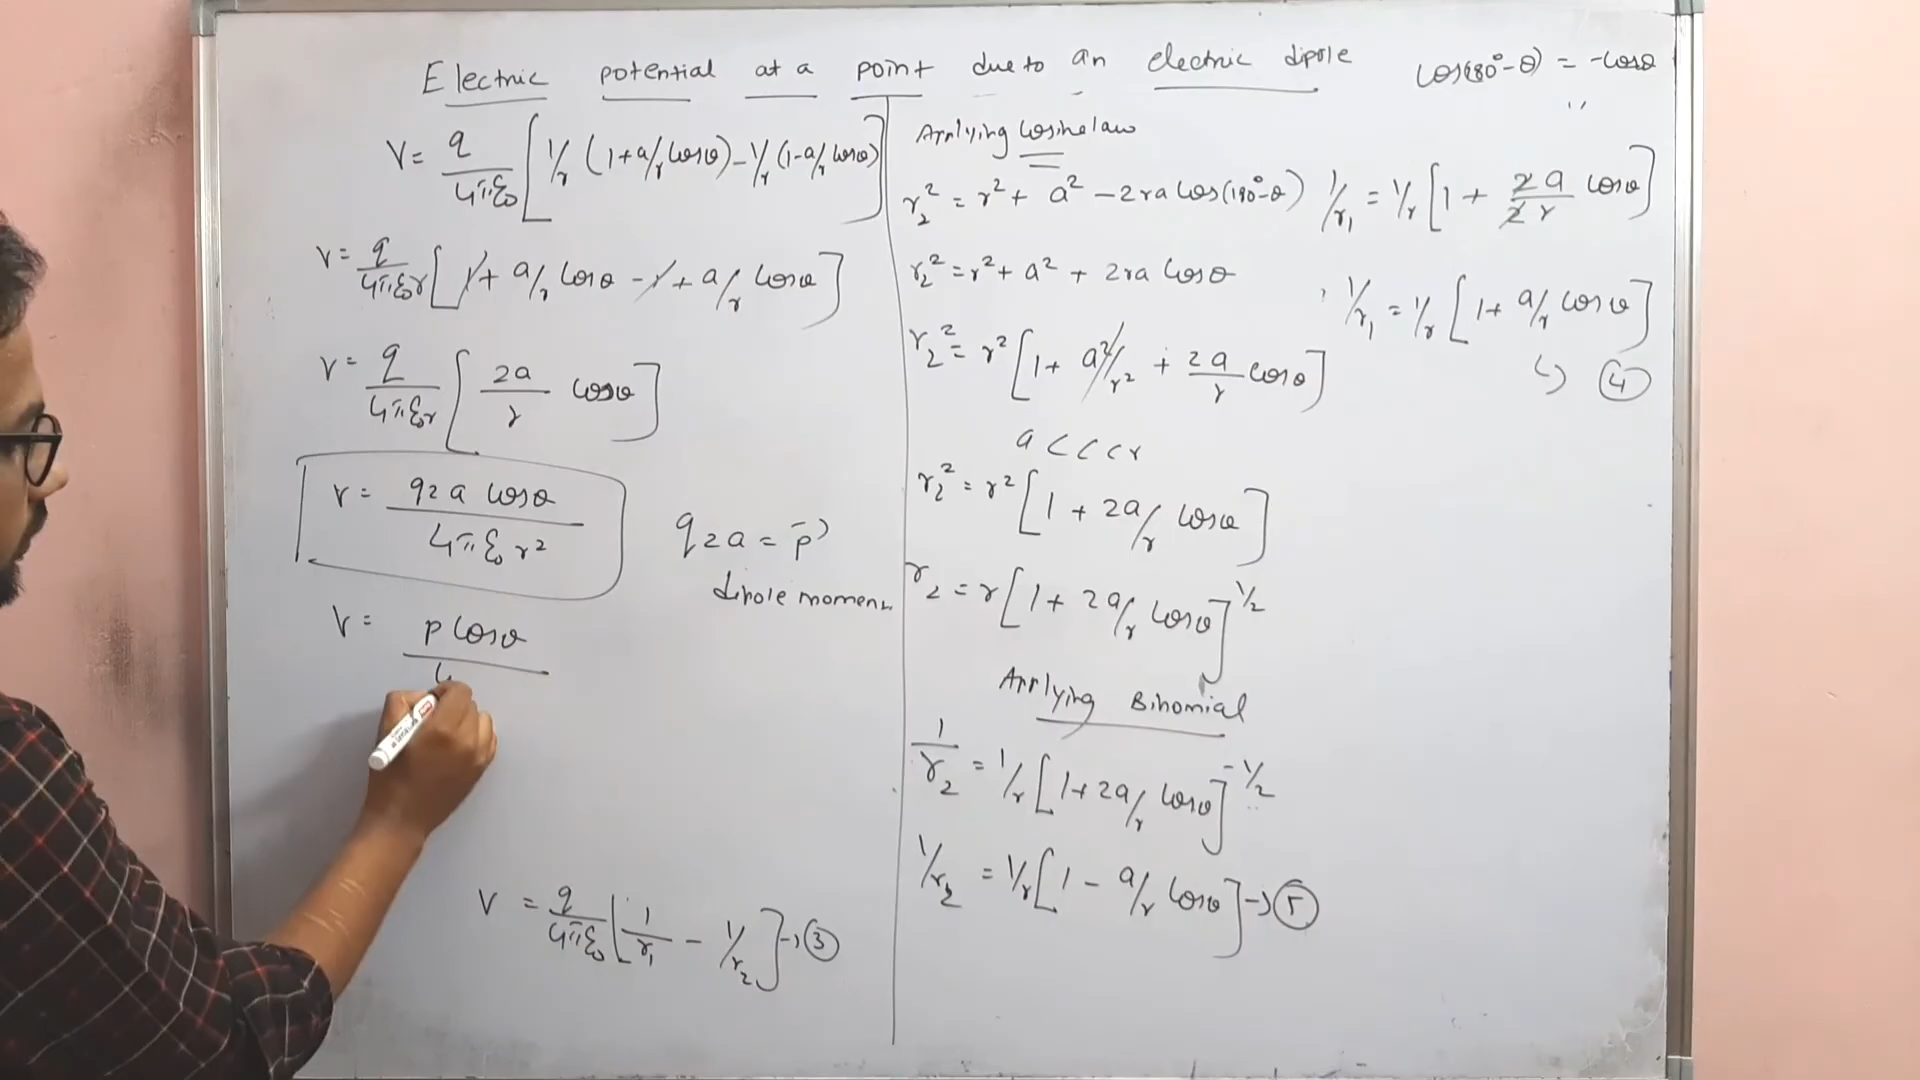 Electric potential at a point due to an electric dipole
cos(180°-θ) = -cosθ
V = q/4πε₀ [1/r (1+a/r cosθ) - 1/r (1-a/r cosθ)]
V = q/4πε₀r [1 + a/r cosθ - 1 + a/r cosθ]
V = q/4πε₀r [2a/r cosθ]
V = q2a cosθ / 4πε₀r²
q2a = p⃗
dipole moment
V = p cosθ / 4
V = q/4πε₀ [1/r₁ - 1/r₂] → ③
Applying Cosine law
r₂² = r² + a² - 2ra cos(180°-θ)
r₂² = r² + a² + 2ra cosθ
r₂² = r² [1 + a²/r² + 2a/r cosθ]
a <<< r
r₂² = r² [1 + 2a/r cosθ]
r₂ = r [1 + 2a/r cosθ]^1/2
Applying Binomial
1/r₂ = 1/r [1 + 2a/r cosθ]^-1/2
1/r₂ = 1/r [1 - a/r cosθ] → ⑤
1/r₁ = 1/r [1 + 2a/2r cosθ]
1/r₁ = 1/r [1 + a/r cosθ]
↳ ④